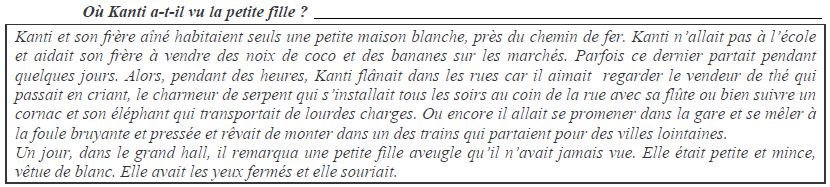 Où Kanti a-t-il vu la petite fille ? ___________________________________________
Kanti et son frère aîné habitaient seuls une petite maison blanche, près du chemin de fer. Kanti n'allait pas à l'école
et aidait son frère à vendre des noix de coco et des bananes sur les marchés. Parfois ce dernier partait pendant
quelques jours. Alors, pendant des heures, Kanti flânait dans les rues car il aimait regarder le vendeur de thé qui
passait en criant, le charmeur de serpent qui s'installait tous les soirs au coin de la rue avec sa flûte ou bien suivre un
cornac et son éléphant qui transportait de lourdes charges. Ou encore il allait se promener dans la gare et se mêler à
la foule bruyante et pressée et rêvait de monter dans un des trains qui partaient pour des villes lointaines.
Un jour, dans le grand hall, il remarqua une petite fille aveugle qu'il n'avait jamais vue. Elle était petite et mince,
vêtue de blanc. Elle avait les yeux fermés et elle souriait.